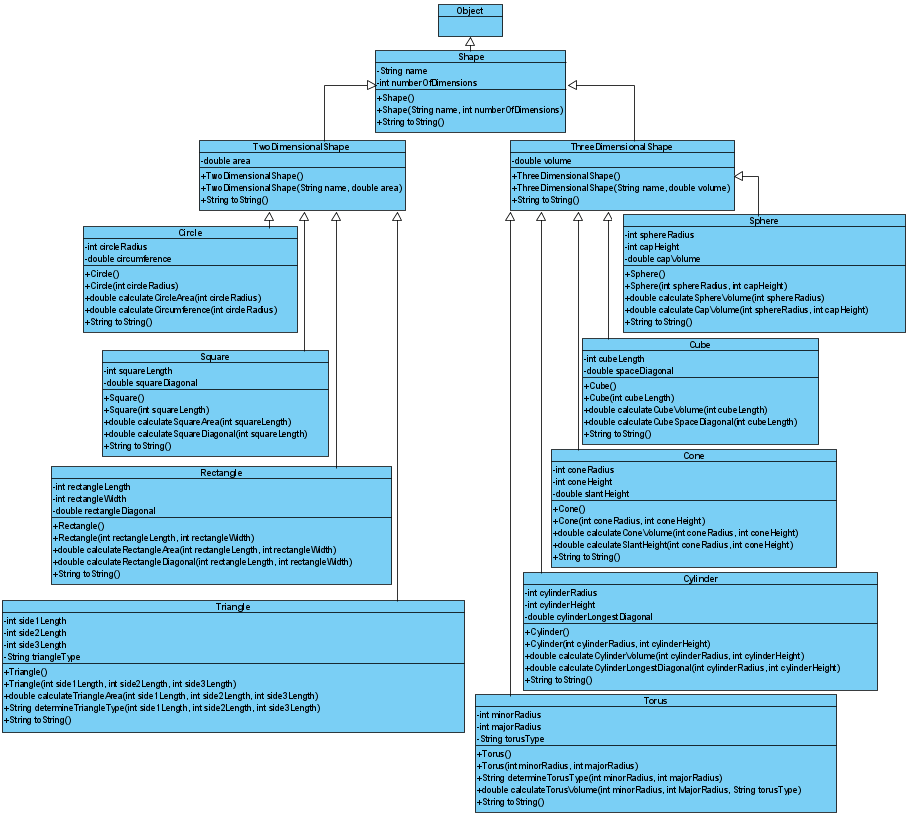 Object
Shape
-String name
-int numberOfDimensions
+Shape()
+Shape(String name, int numberOfDimensions)
+String toString()
TwoDimensionalShape
-double area
+TwoDimensionalShape()
+TwoDimensionalShape(String name, double area)
+String toString()
ThreeDimensionalShape
-double volume
+ThreeDimensionalShape()
+ThreeDimensionalShape(String name, double volume)
+String toString()
Circle
-int circleRadius
-double circumference
+Circle()
+Circle(int circleRadius)
+double calculateCircleArea(int circleRadius)
+double calculateCircumference(int circleRadius)
+String toString()
Sphere
-int sphereRadius
-int capHeight
-double capVolume
+Sphere()
+Sphere(int sphereRadius, int capHeight)
+double calculateSphereVolume(int sphereRadius)
+double calculateCapVolume(int sphereRadius, int capHeight)
+String toString()
Square
-int squareLength
-double squareDiagonal
+Square()
+Square(int squareLength)
+double calculateSquareArea(int squareLength)
+double calculateSquareDiagonal(int squareLength)
+String toString()
Cube
-int cubeLength
-double spaceDiagonal
+Cube()
+Cube(int cubeLength)
+double calculateCubeVolume(int cubeLength)
+double calculateCubeSpaceDiagonal(int cubeLength)
+String toString()
Rectangle
-int rectangleLength
-int rectangleWidth
-double rectangleDiagonal
+Rectangle()
+Rectangle(int rectangleLength, int rectangleWidth)
+double calculateRectangleArea(int rectangleLength, int rectangleWidth)
+double calculateRectangleDiagonal(int rectangleLength, int rectangleWidth)
+String toString()
Cone
-int coneRadius
-int coneHeight
-double slantHeight
+Cone()
+Cone(int coneRadius, int coneHeight)
+double calculateConeVolume(int coneRadius, int coneHeight)
+double calculateSlantHeight(int coneRadius, int coneHeight)
+String toString()
Triangle
-int side1Length
-int side2Length
-int side3Length
-String triangleType
+Triangle()
+Triangle(int side1Length, int side2Length, int side3Length)
+double calculateTriangleArea(int side1Length, int side2Length, int side3Length)
+String determineTriangleType(int side1Length, int side2Length, int side3Length)
+String toString()
Cylinder
-int cylinderRadius
-int cylinderHeight
-double cylinderLongestDiagonal
+Cylinder()
+Cylinder(int cylinderRadius, int cylinderHeight)
+double calculateCylinderVolume(int cylinderRadius, int cylinderHeight)
+double calculateCylinderLongestDiagonal(int cylinderRadius, int cylinderHeight)
+String toString()
Torus
-int minorRadius
-int majorRadius
-String torusType
+Torus()
+Torus(int minorRadius, int majorRadius)
+String determineTorusType(int minorRadius, int majorRadius)
+double calculateTorusVolume(int minorRadius, int MajorRadius, String torusType)
+String toString()